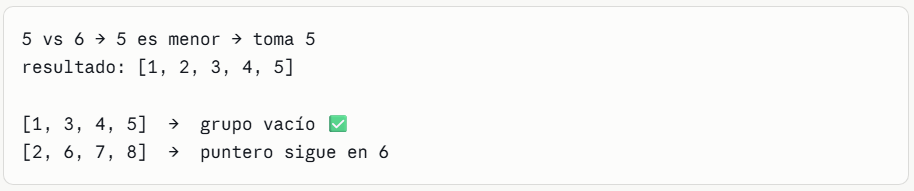 5 vs 6 → 5 es menor → toma 5
resultado: [1, 2, 3, 4, 5]
[1, 3, 4, 5] → grupo vacío ✅
[2, 6, 7, 8] → puntero sigue en 6